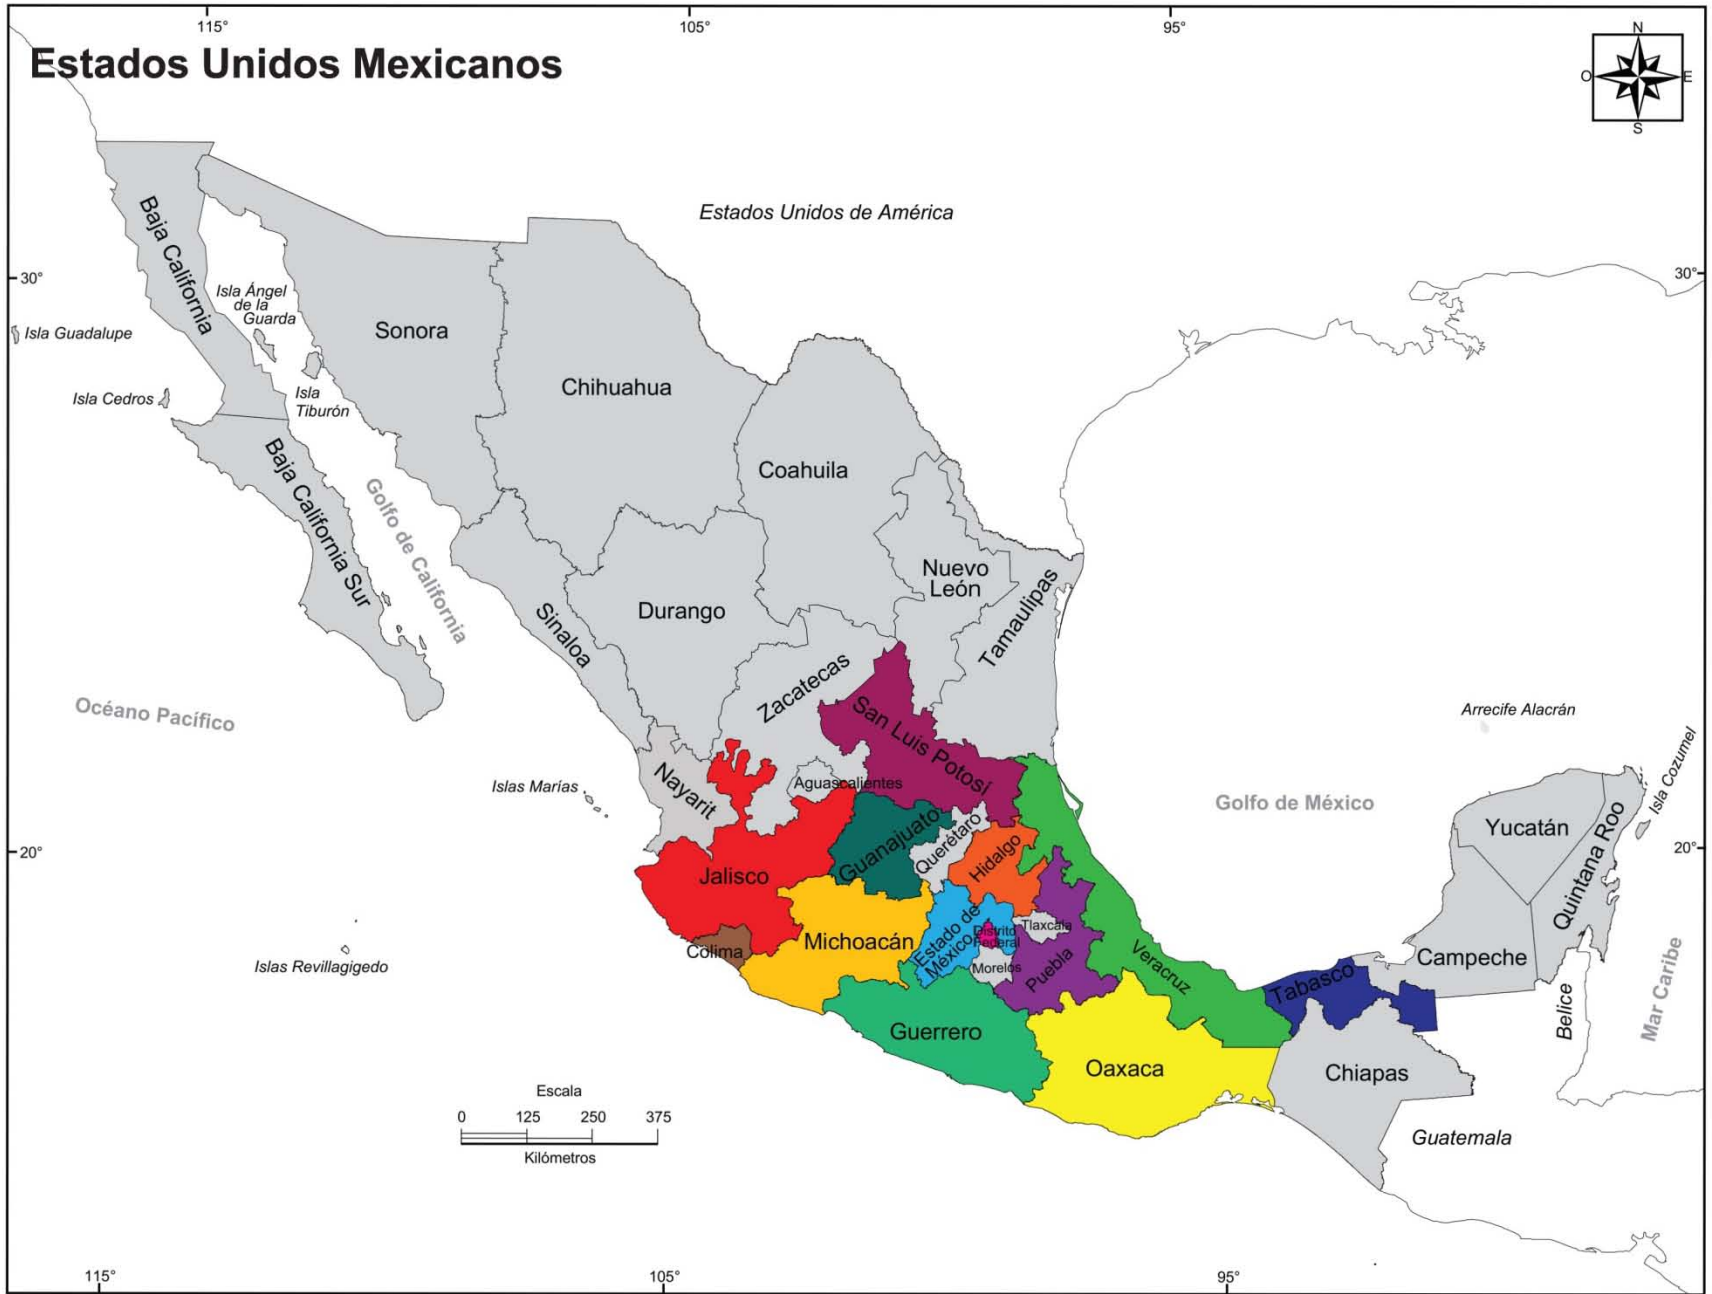 115°
105°
95°
Estados Unidos Mexicanos
N
O
E
S
Estados Unidos de América
Baja California
30°
30°
Isla Ángel
de la
Guarda
Isla Guadalupe
Sonora
Isla Cedros
Isla
Tiburón
Chihuahua
Coahuila
Baja California Sur
Golfo de California
Nuevo
León
Tamaulipas
Durango
Sinaloa
Zacatecas
San Luis Potosí
Océano Pacífico
Arrecife Alacrán
Isla Cozumel
Nayarit
Islas Marías
Aguascalientes
Golfo de México
Yucatán
Quintana Roo
20°
20°
Jalisco
Guanajuato
Querétaro
Hidalgo
Tlaxcala
Distrito
Federal
Estado de
México
Michoacán
Colima
Morelos
Puebla
Veracruz
Tabasco
Campeche
Islas Revillagigedo
Belice
Mar Caribe
Guerrero
Oaxaca
Chiapas
Guatemala
Escala
0 125 250 375
Kilómetros
115°
105°
95°